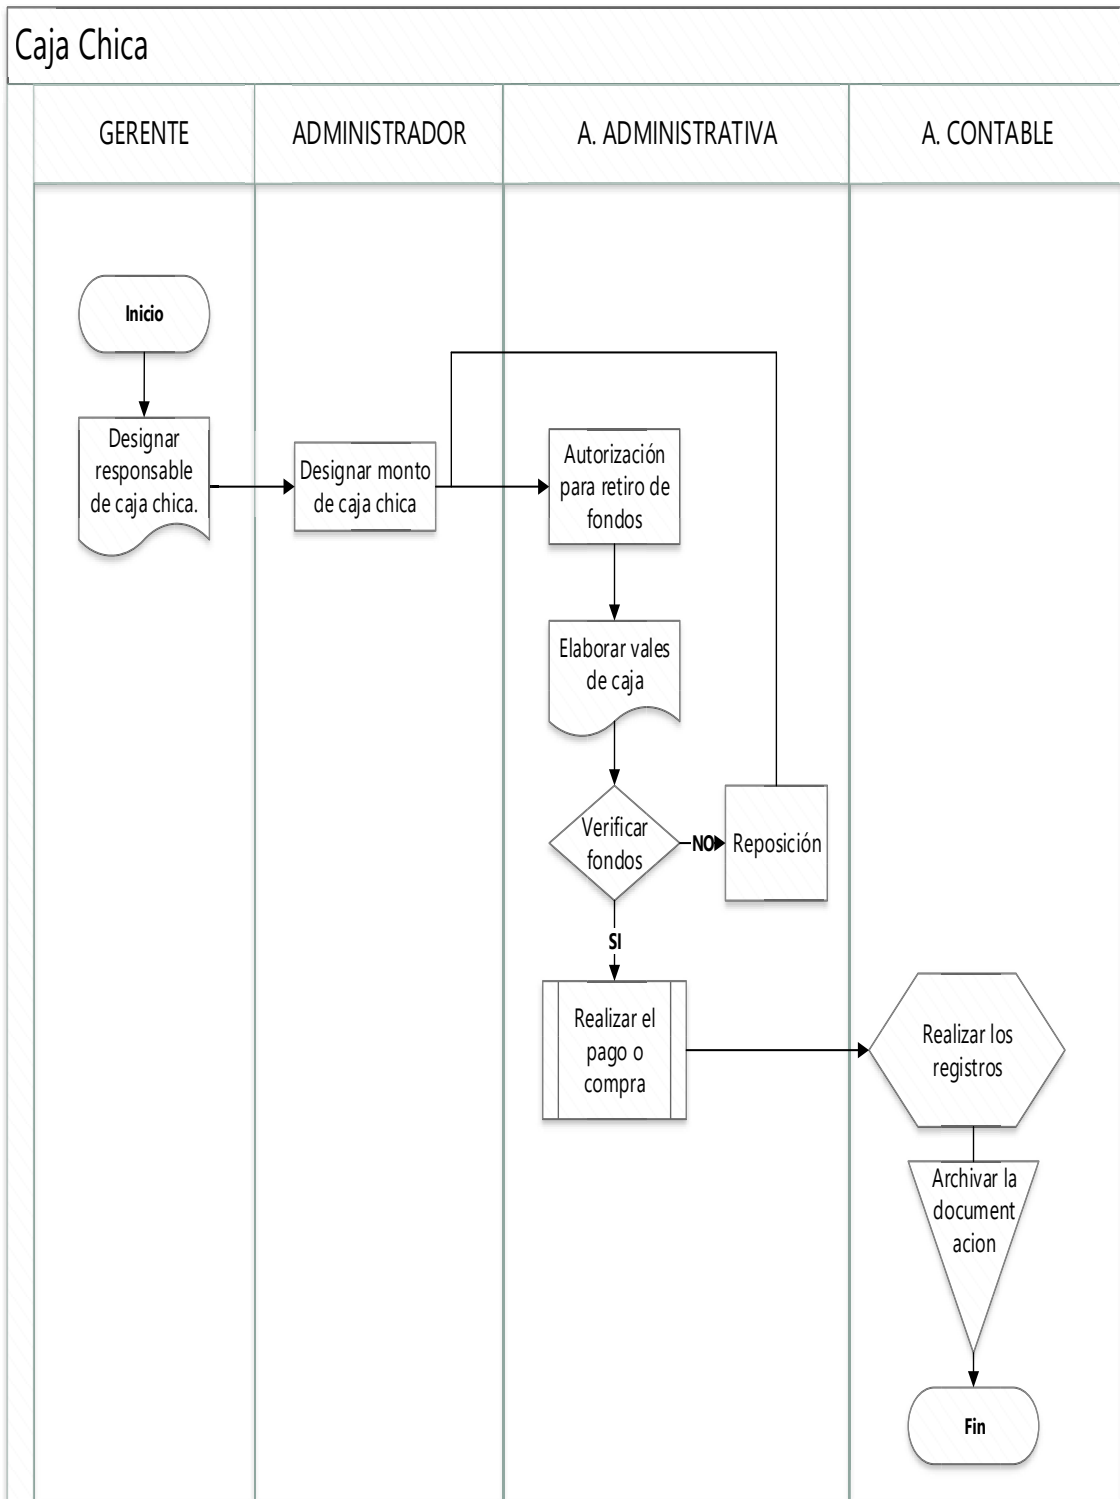 Caja Chica
GERENTE
ADMINISTRADOR
A. ADMINISTRATIVA
A. CONTABLE
Inicio
Designar
responsable
de caja chica.
Designar monto
de caja chica
Autorización
para retiro de
fondos
Elaborar vales
de caja
Verificar
fondos
NO
Reposición
SI
Realizar el
pago o
compra
Realizar los
registros
Archivar la
document
acion
Fin